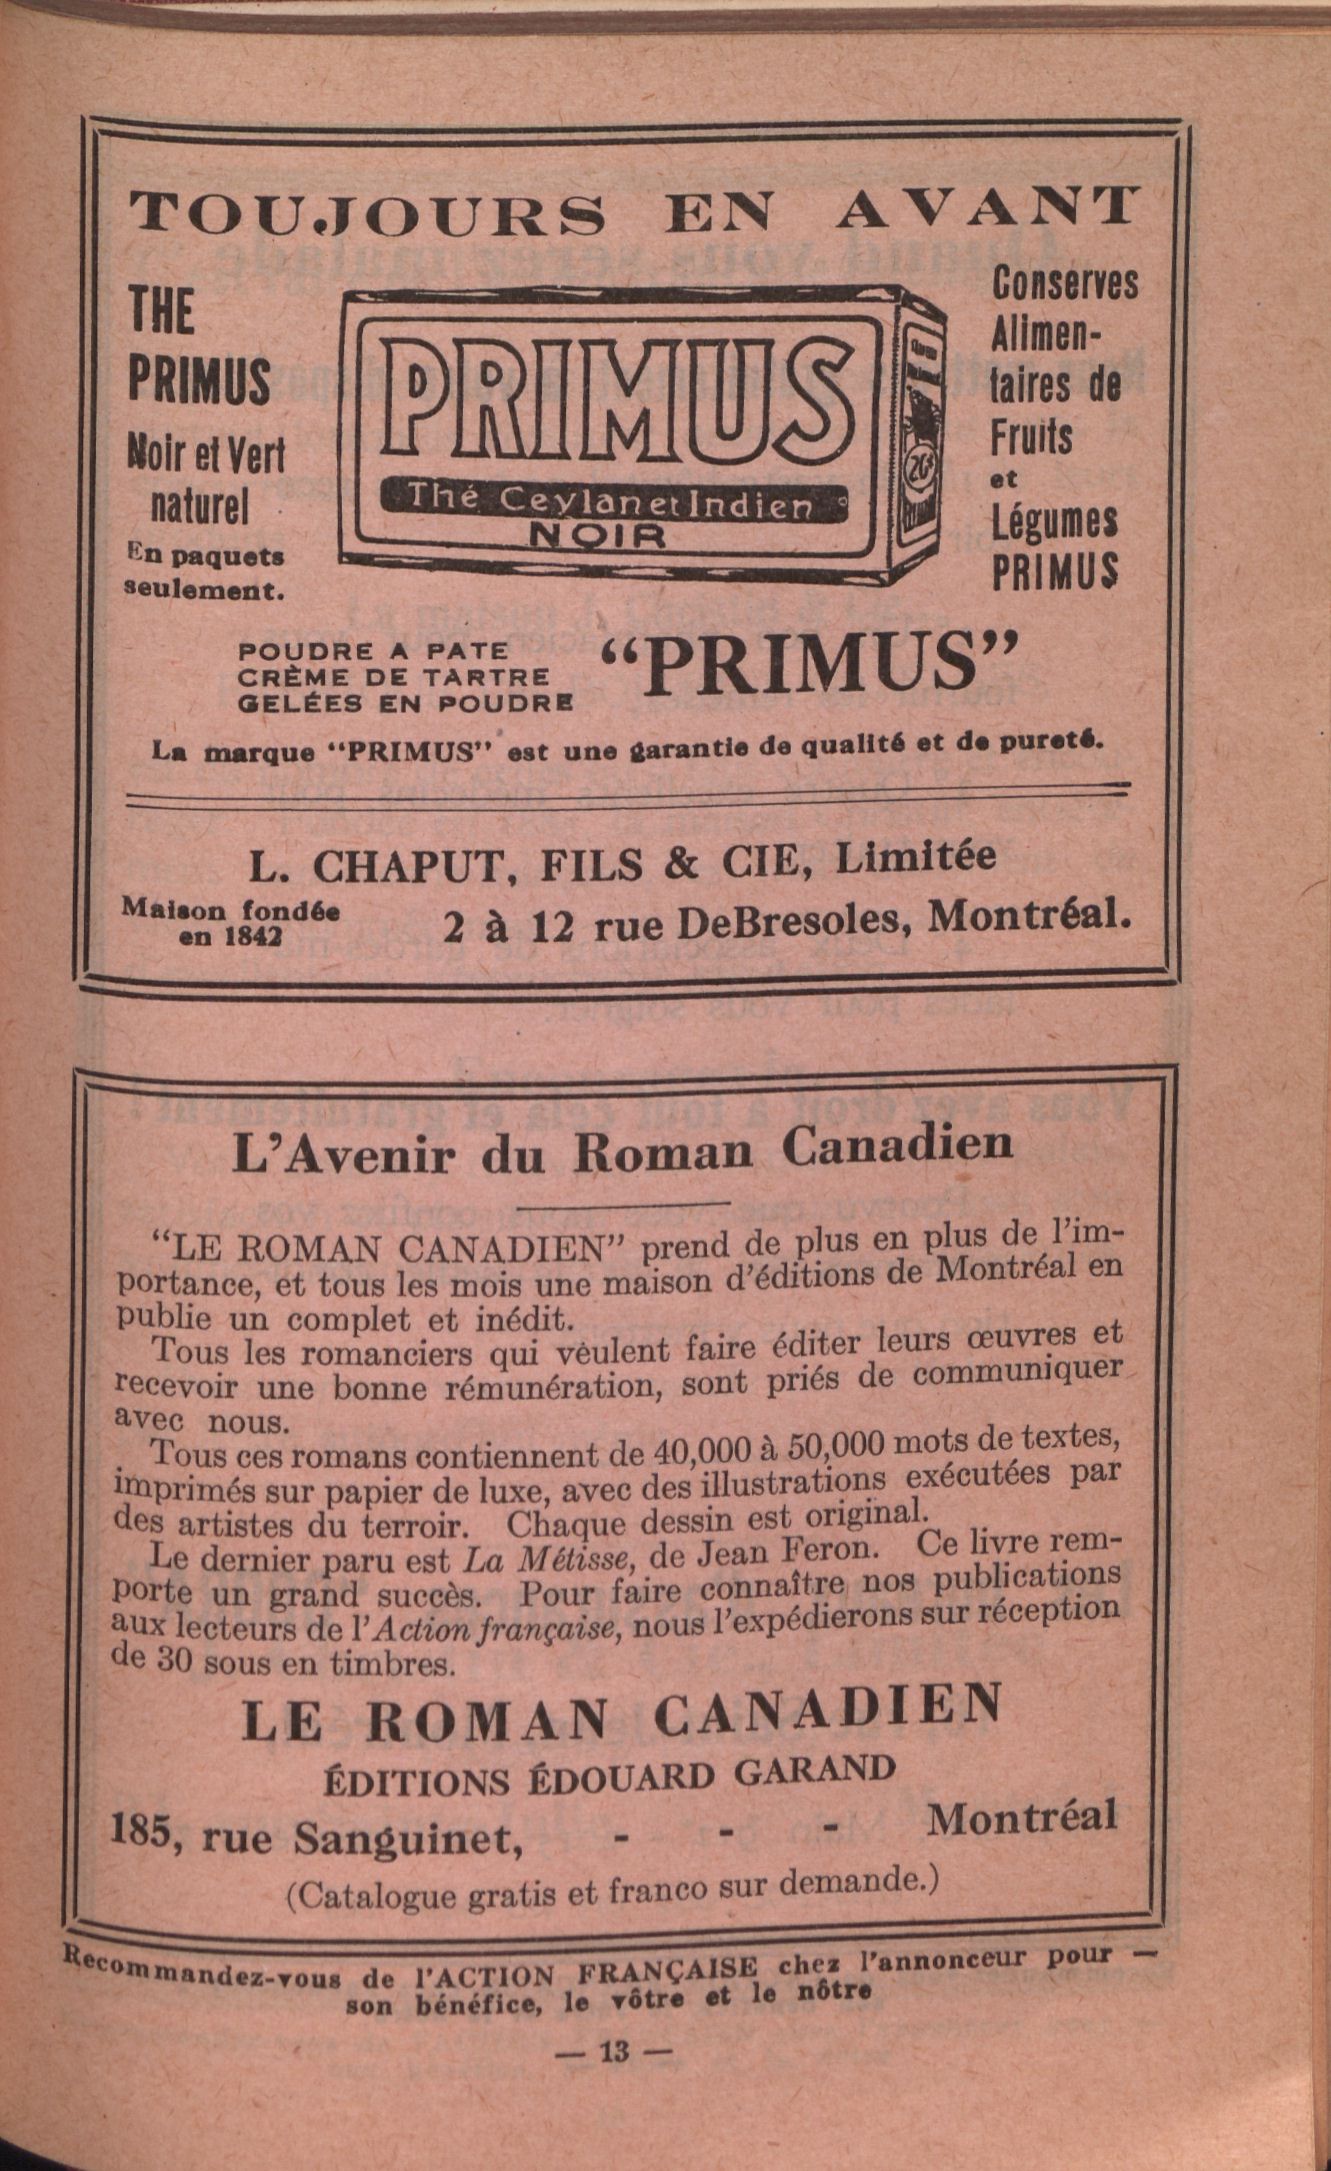 TOUJOURS EN AVANT
THE
PRIMUS
Noir et Vert
naturel
En paquets
seulement.
PRIMUS
Thé Ceylan et Indien
NOIR
20¢
Conserves
Alimen-
taires de
Fruits
et
Légumes
PRIMUS
POUDRE A PATE
CRÈME DE TARTRE
GELÉES EN POUDRE
“PRIMUS”
La marque “PRIMUS” est une garantie de qualité et de pureté.
L. CHAPUT, FILS & CIE, Limitée
Maison fondée
en 1842
2 à 12 rue DeBresoles, Montréal.
L’Avenir du Roman Canadien
“LE ROMAN CANADIEN” prend de plus en plus de l’im-
portance, et tous les mois une maison d’éditions de Montréal en
publie un complet et inédit.
Tous les romanciers qui veulent faire éditer leurs œuvres et
recevoir une bonne rémunération, sont priés de communiquer
avec nous.
Tous ces romans contiennent de 40,000 à 50,000 mots de textes,
imprimés sur papier de luxe, avec des illustrations exécutées par
des artistes du terroir. Chaque dessin est original.
Le dernier paru est La Métisse, de Jean Feron. Ce livre rem-
porte un grand succès. Pour faire connaître nos publications
aux lecteurs de l’Action française, nous l’expédierons sur réception
de 30 sous en timbres.
LE ROMAN CANADIEN
ÉDITIONS ÉDOUARD GARAND
185, rue Sanguinet, - - - Montréal
(Catalogue gratis et franco sur demande.)
Recommandez-vous de l’ACTION FRANÇAISE chez l’annonceur pour —
son bénéfice, le vôtre et le nôtre
— 13 —